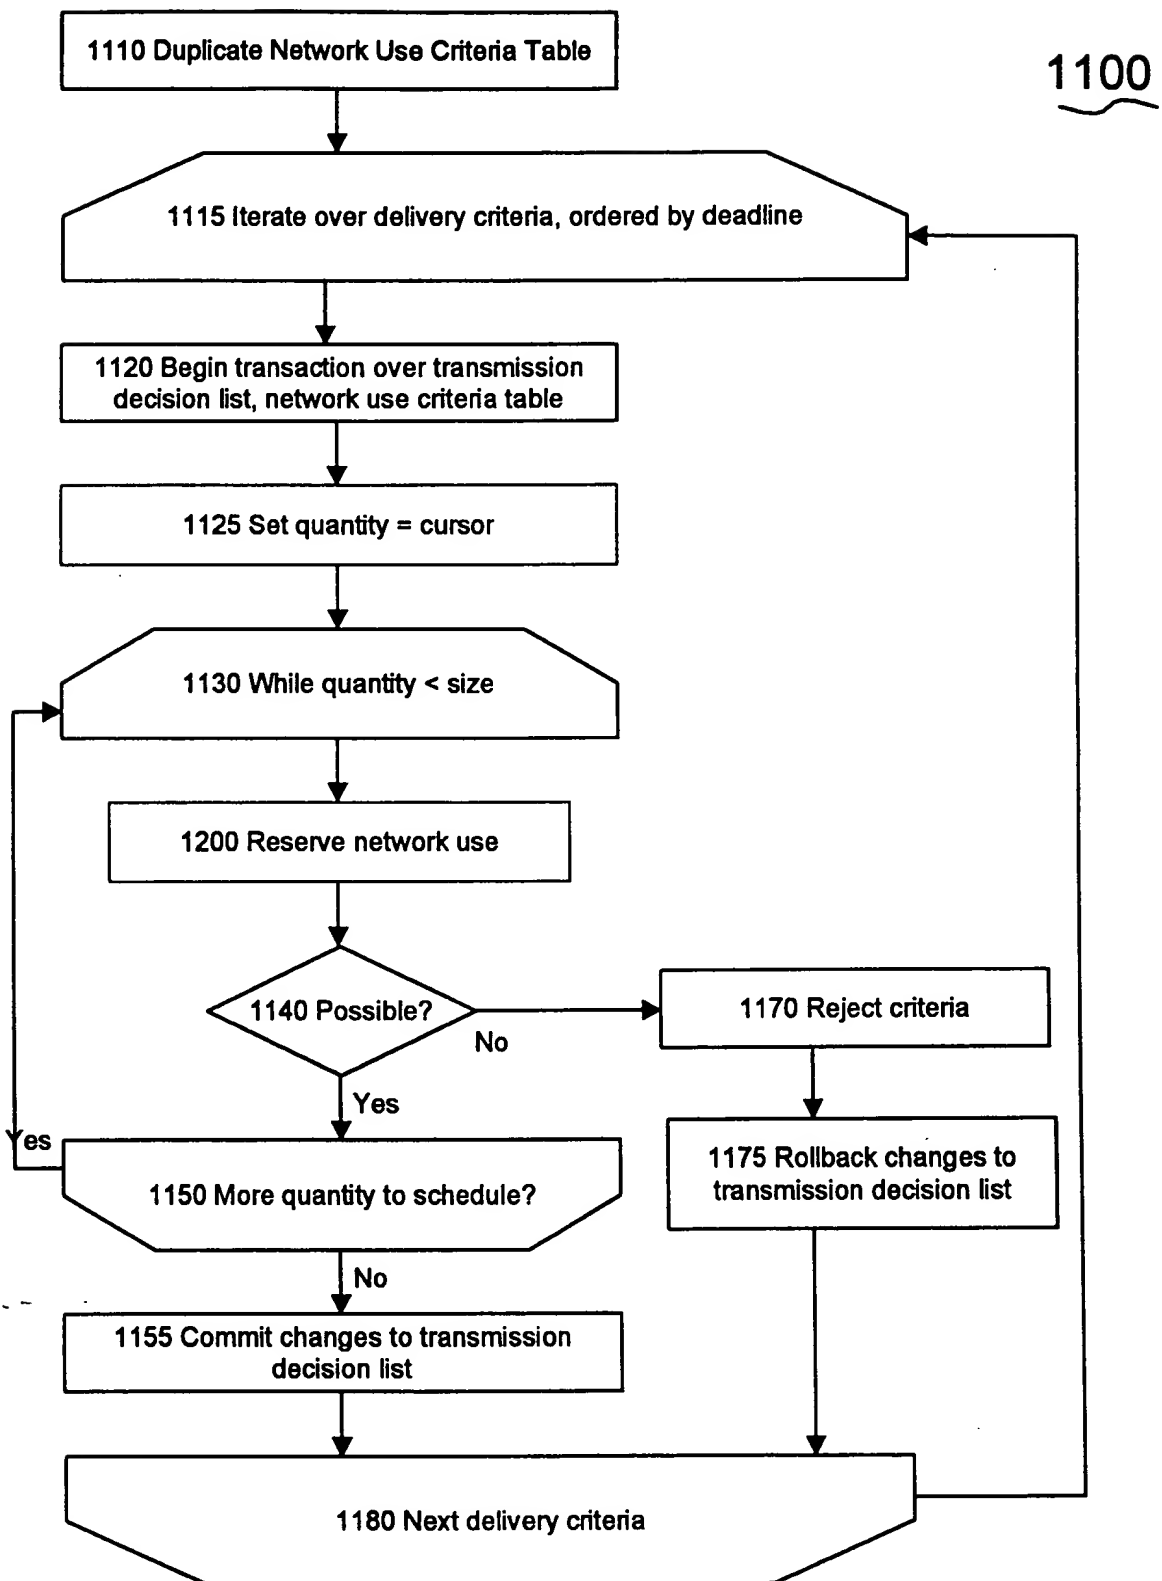 1110 Duplicate Network Use Criteria Table
1100
1115 Iterate over delivery criteria, ordered by deadline
1120 Begin transaction over transmission
decision list, network use criteria table
1125 Set quantity = cursor
1130 While quantity < size
1200 Reserve network use
1140 Possible?
No
1170 Reject criteria
Yes
Yes
1150 More quantity to schedule?
1175 Rollback changes to
transmission decision list
No
1155 Commit changes to transmission
decision list
1180 Next delivery criteria